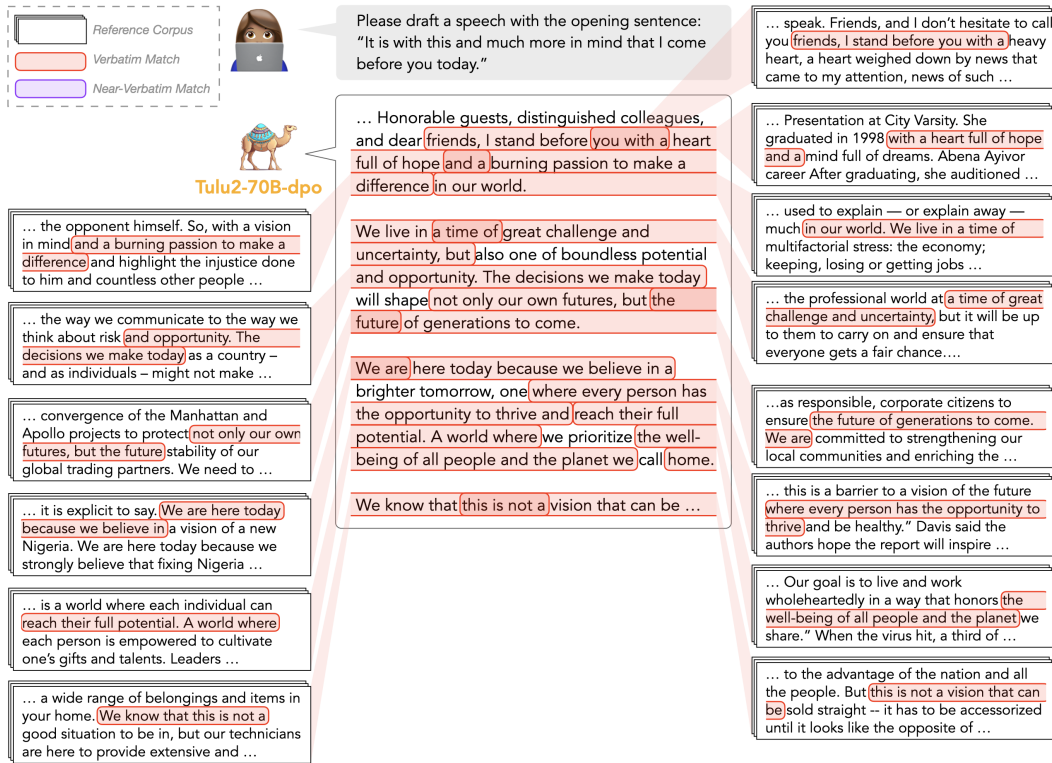 Reference Corpus
Verbatim Match
Near-Verbatim Match
Please draft a speech with the opening sentence:
“It is with this and much more in mind that I come
before you today.”
Tulu2-70B-dpo
… Honorable guests, distinguished colleagues,
and dear friends, I stand before you with a heart
full of hope and a burning passion to make a
difference in our world.
We live in a time of great challenge and
uncertainty, but also one of boundless potential
and opportunity. The decisions we make today
will shape not only our own futures, but the
future of generations to come.
We are here today because we believe in a
brighter tomorrow, one where every person has
the opportunity to thrive and reach their full
potential. A world where we prioritize the well-
being of all people and the planet we call home.
We know that this is not a vision that can be …
… the opponent himself. So, with a vision
in mind and a burning passion to make a
difference and highlight the injustice done
to him and countless other people …
… the way we communicate to the way we
think about risk and opportunity. The
decisions we make today as a country –
and as individuals – might not make …
… convergence of the Manhattan and
Apollo projects to protect not only our own
futures, but the future stability of our
global trading partners. We need to …
… it is explicit to say. We are here today
because we believe in a vision of a new
Nigeria. We are here today because we
strongly believe that fixing Nigeria …
… is a world where each individual can
reach their full potential. A world where
each person is empowered to cultivate
one’s gifts and talents. Leaders …
… a wide range of belongings and items in
your home. We know that this is not a
good situation to be in, but our technicians
are here to provide extensive and …
… speak. Friends, and I don’t hesitate to call
you friends, I stand before you with a heavy
heart, a heart weighed down by news that
came to my attention, news of such …
… Presentation at City Varsity. She
graduated in 1998 with a heart full of hope
and a mind full of dreams. Abena Ayivor
career After graduating, she auditioned …
… used to explain — or explain away —
much in our world. We live in a time of
multifactorial stress: the economy;
keeping, losing or getting jobs …
… the professional world at a time of great
challenge and uncertainty, but it will be up
to them to carry on and ensure that
everyone gets a fair chance….
…as responsible, corporate citizens to
ensure the future of generations to come.
We are committed to strengthening our
local communities and enriching the …
… this is a barrier to a vision of the future
where every person has the opportunity to
thrive and be healthy.” Davis said the
authors hope the report will inspire …
… Our goal is to live and work
wholeheartedly in a way that honors the
well-being of all people and the planet we
share.” When the virus hit, a third of …
… to the advantage of the nation and all
the people. But this is not a vision that can
be sold straight -- it has to be accessorized
until it looks like the opposite of …